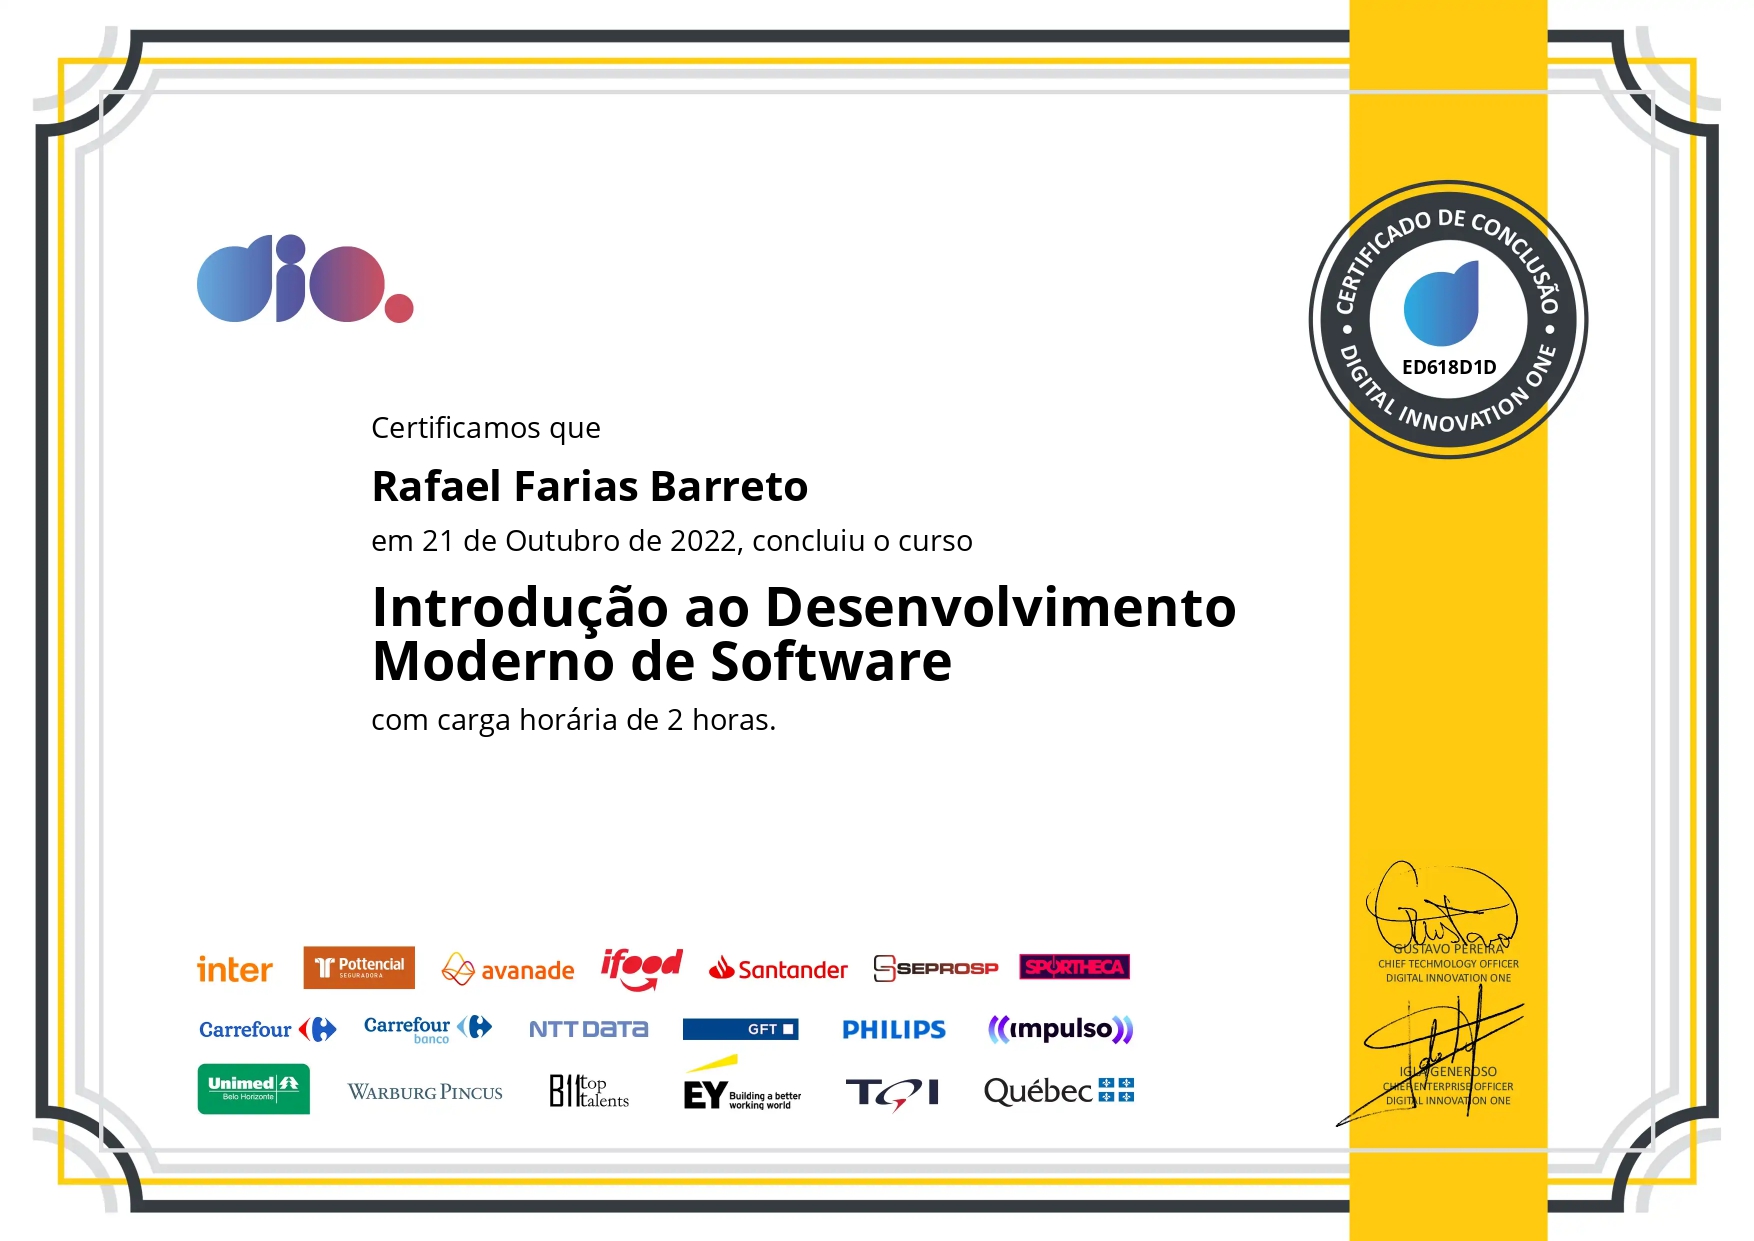 dio.
CERTIFICADO DE CONCLUSÃO
ED618D1D
DIGITAL INNOVATION ONE
Certificamos que
Rafael Farias Barreto
em 21 de Outubro de 2022, concluiu o curso
Introdução ao Desenvolvimento
Moderno de Software
com carga horária de 2 horas.
Gustavo
GUSTAVO PEREIRA
CHIEF TECHNOLOGY OFFICER
DIGITAL INNOVATION ONE
IGLÁ GENEROSO
CHIEF ENTERPRISE OFFICER
DIGITAL INNOVATION ONE
inter Pottencial SEGURADORA avanade ifood Santander SEPROSP SPORTHECA
Carrefour Carrefour banco NTT DATA GFT PHILIPS impulso
Unimed Belo Horizonte WARBURG PINCUS B11 top talents EY Building a better working world TQI Québec